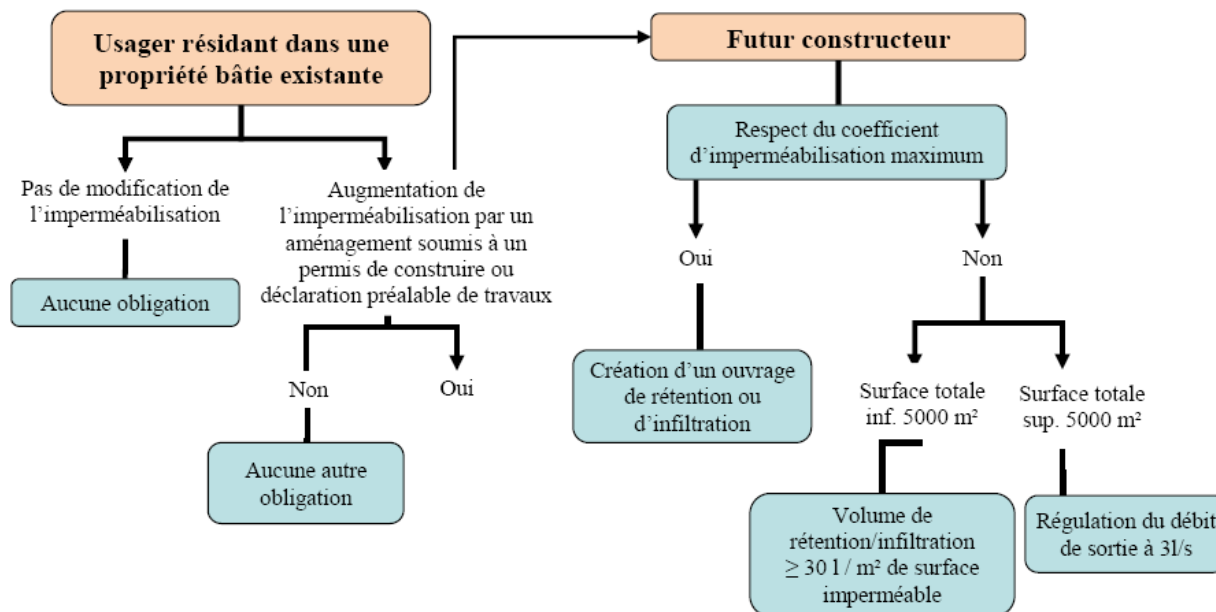 Usager résidant dans une
propriété bâtie existante
Pas de modification de
l'imperméabilisation
Aucune obligation
Augmentation de
l'imperméabilisation par un
aménagement soumis à un
permis de construire ou
déclaration préalable de travaux
Non
Oui
Aucune autre
obligation
Futur constructeur
Respect du coefficient
d'imperméabilisation maximum
Oui
Non
Création d'un ouvrage
de rétention ou
d'infiltration
Surface totale
inf. 5000 m²
Surface totale
sup. 5000 m²
Volume de
rétention/infiltration
≥ 30 l / m² de surface
imperméable
Régulation du débit
de sortie à 3l/s